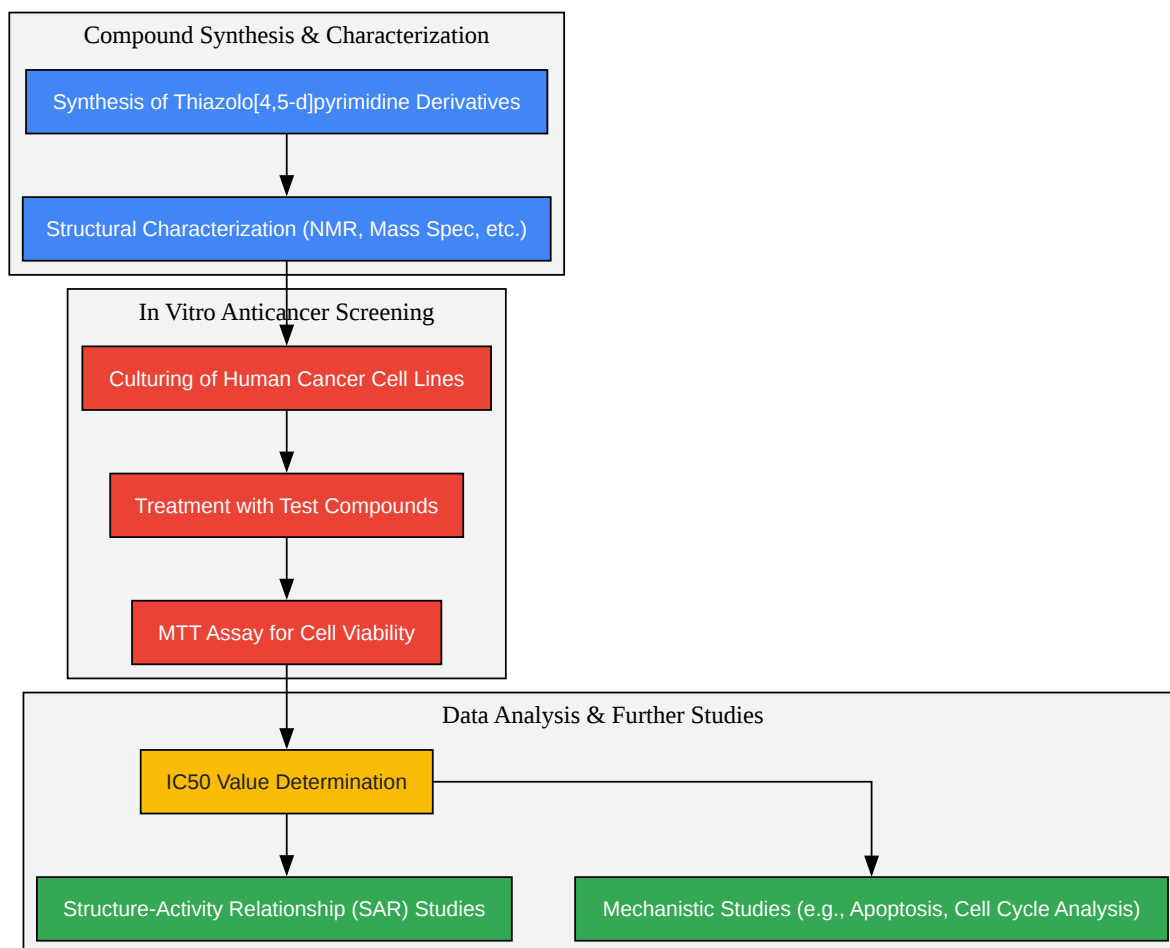 Compound Synthesis & Characterization
Synthesis of Thiazolo[4,5-d]pyrimidine Derivatives
Structural Characterization (NMR, Mass Spec, etc.)
In Vitro Anticancer Screening
Culturing of Human Cancer Cell Lines
Treatment with Test Compounds
MTT Assay for Cell Viability
Data Analysis & Further Studies
IC50 Value Determination
Structure-Activity Relationship (SAR) Studies
Mechanistic Studies (e.g., Apoptosis, Cell Cycle Analysis)